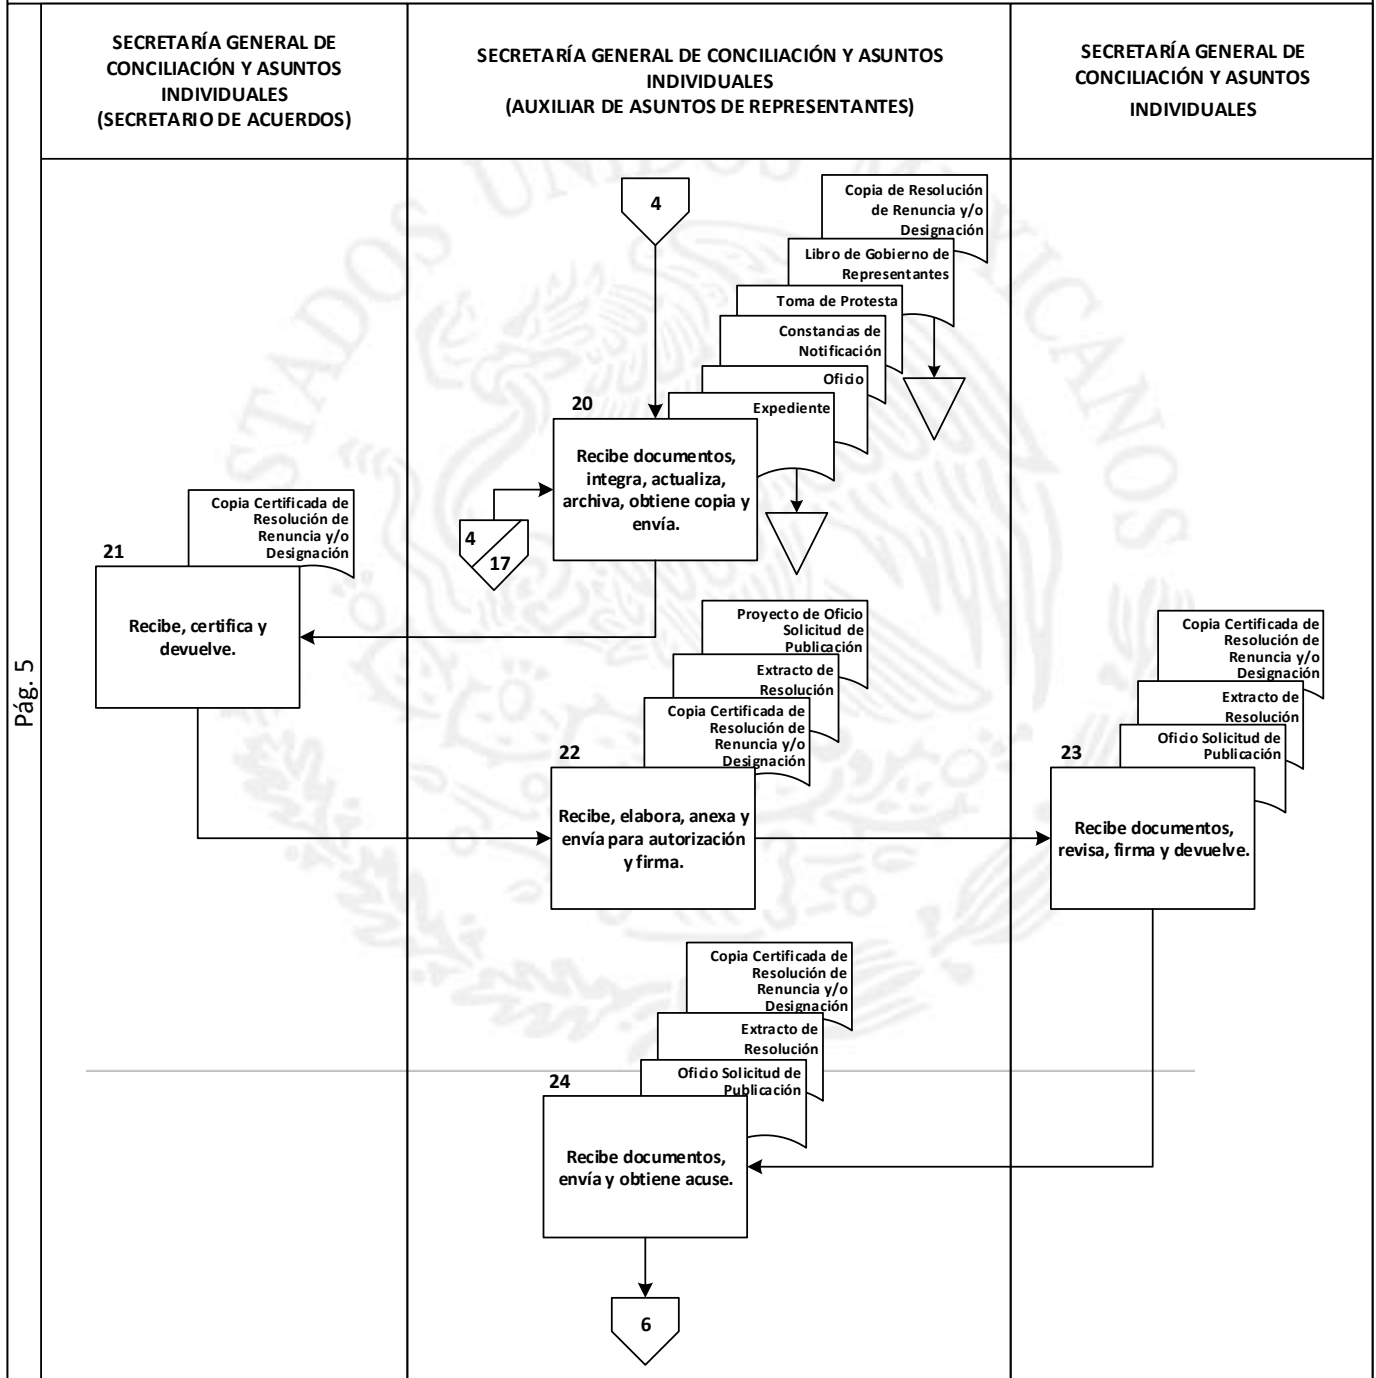 SECRETARÍA GENERAL DE
CONCILIACIÓN Y ASUNTOS
INDIVIDUALES
(SECRETARIO DE ACUERDOS)
SECRETARÍA GENERAL DE CONCILIACIÓN Y ASUNTOS
INDIVIDUALES
(AUXILIAR DE ASUNTOS DE REPRESENTANTES)
SECRETARÍA GENERAL DE
CONCILIACIÓN Y ASUNTOS
INDIVIDUALES
Pág. 5
ESTADOS UNIDOS MEXICANOS
4
Copia de Resolución
de Renuncia y/o
Designación
Libro de Gobierno de
Representantes
Toma de Protesta
Constancias de
Notificación
Oficio
Expediente
20
Recibe documentos,
integra, actualiza,
archiva, obtiene copia y
envía.
4
17
Copia Certificada de
Resolución de
Renuncia y/o
Designación
21
Recibe, certifica y
devuelve.
Proyecto de Oficio
Solicitud de
Publicación
Extracto de
Resolución
Copia Certificada de
Resolución de
Renuncia y/o
Designación
22
Recibe, elabora, anexa y
envía para autorización
y firma.
Copia Certificada de
Resolución de
Renuncia y/o
Designación
Extracto de
Resolución
Oficio Solicitud de
Publicación
23
Recibe documentos,
revisa, firma y devuelve.
Copia Certificada de
Resolución de
Renuncia y/o
Designación
Extracto de
Resolución
Oficio Solicitud de
Publicación
24
Recibe documentos,
envía y obtiene acuse.
6